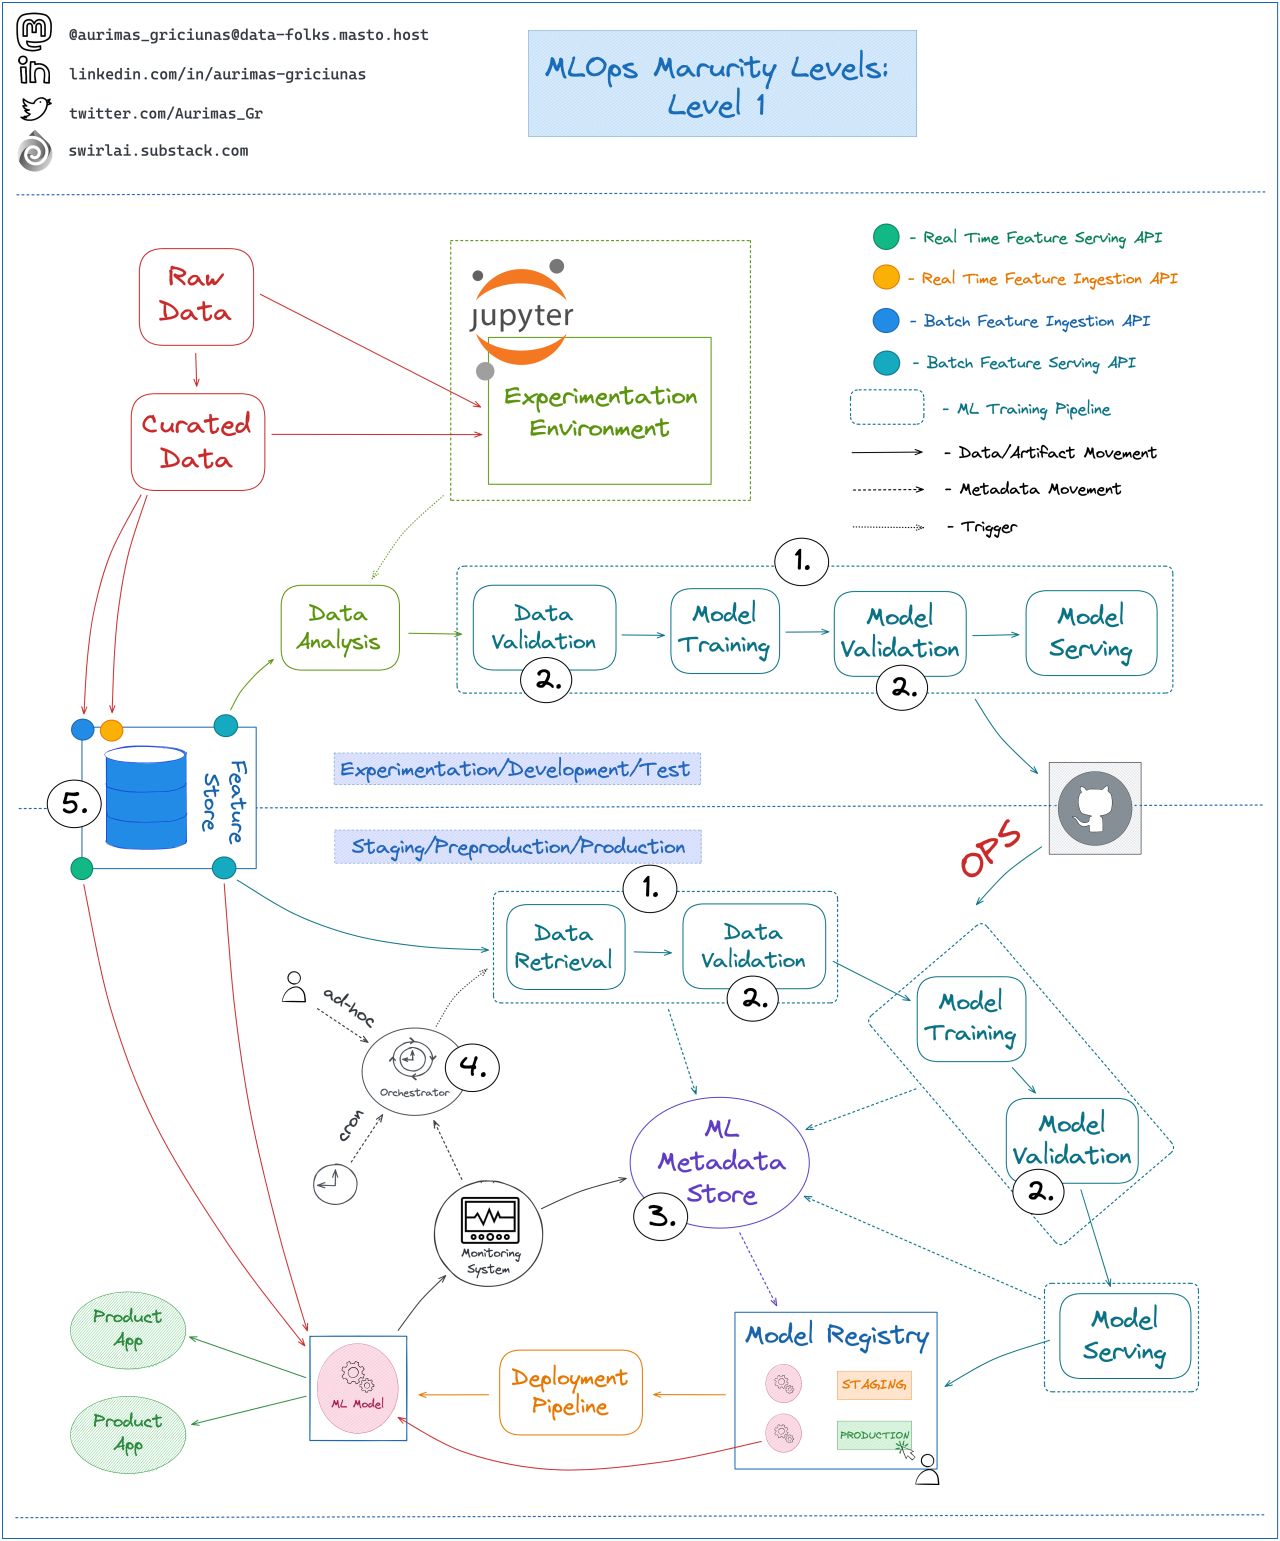 @aurimas_griciunas@data-folks.masto.host
linkedin.com/in/aurimas-griciunas
twitter.com/Aurimas_Gr
swirlai.substack.com
MLOps Marurity Levels:
Level 1
Raw
Data
Curated
Data
jupyter
Experimentation
Environment
- Real Time Feature Serving API
- Real Time Feature Ingestion API
- Batch Feature Ingestion API
- Batch Feature Serving API
- ML Training Pipeline
- Data/Artifact Movement
- Metadata Movement
- Trigger
1.
Data
Analysis
Data
Validation
2.
Model
Training
Model
Validation
2.
Model
Serving
5.
Feature
Store
Experimentation/Development/Test
Staging/Preproduction/Production
OPS
1.
Data
Retrieval
Data
Validation
2.
ad-hoc
Orchestrator
4.
cron
Model
Training
Model
Validation
2.
ML
Metadata
Store
3.
Monitoring
System
Model
Serving
Product
App
Product
App
ML Model
Deployment
Pipeline
Model Registry
STAGING
PRODUCTION